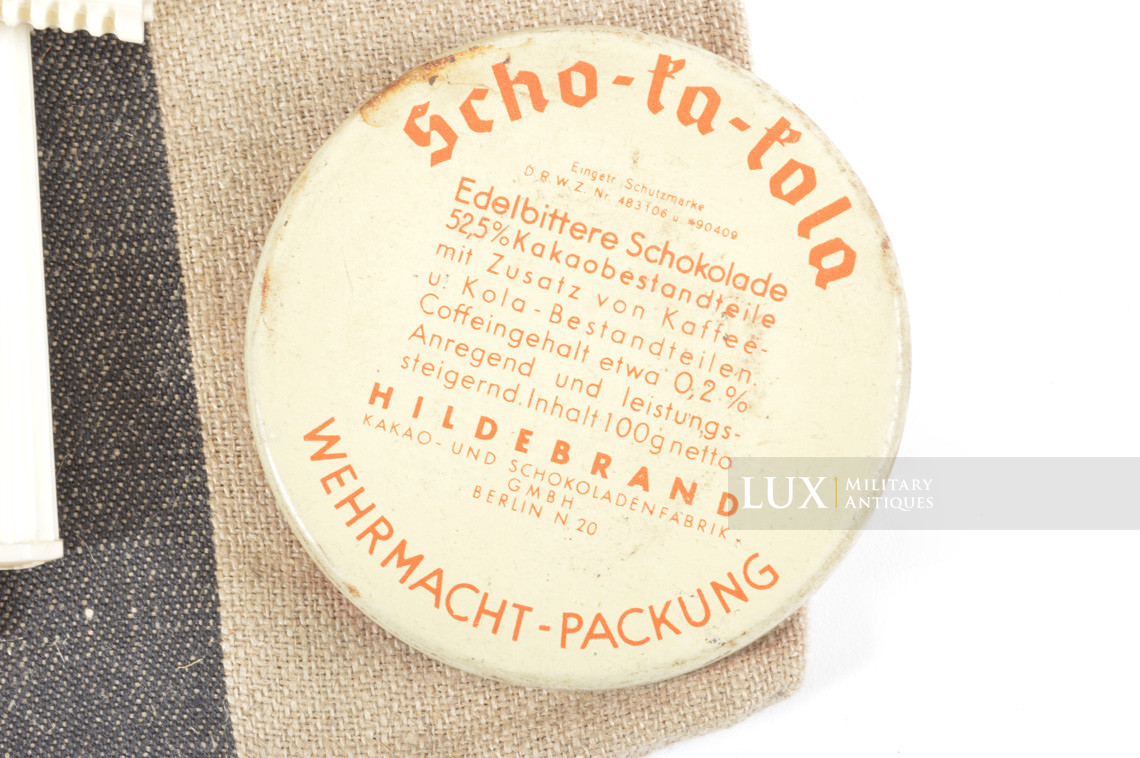 Scho-ka-kola
Eingetr. Schutzmarke
D.R.W.Z. Nr. 483106 u. 490409
Edelbittere Schokolade
52,5% Kakaobestandteile
mit Zusatz von Kaffee-
u. Kola-Bestandteilen.
Coffeingehalt etwa 0,2%
Anregend und leistungs-
steigernd. Inhalt 100g netto
HILDEBRAND
KAKAO- UND SCHOKOLADENFABRIK
GMBH
BERLIN N 20
WEHRMACHT-PACKUNG
LUX MILITARY
ANTIQUES